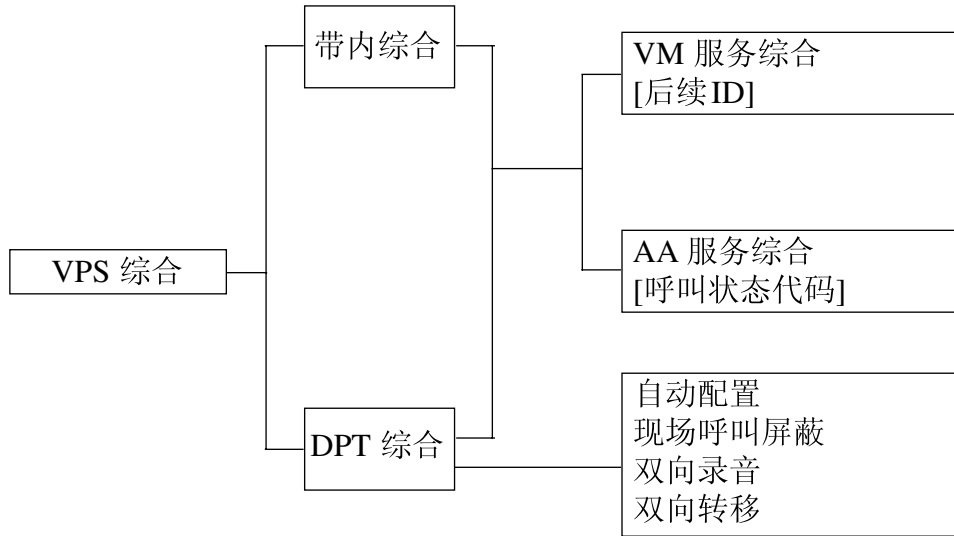 带内综合
VM 服务综合
[后续ID]
VPS 综合
AA 服务综合
[呼叫状态代码]
DPT 综合
自动配置
现场呼叫屏蔽
双向录音
双向转移